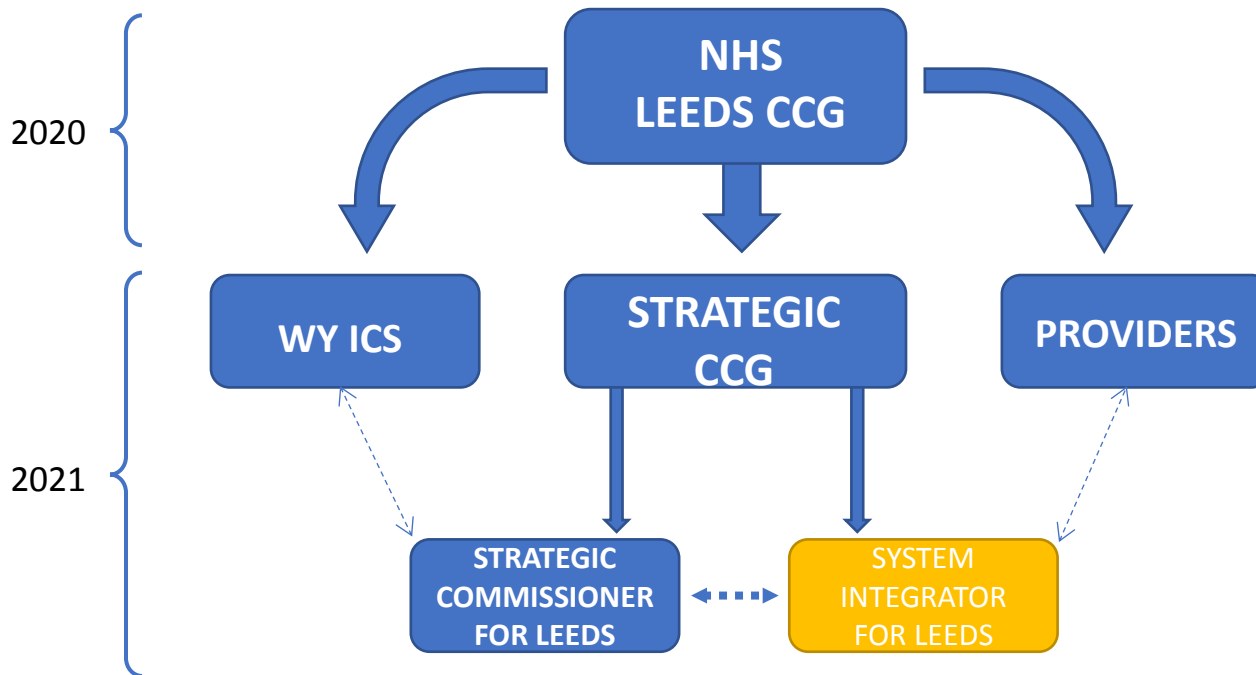 2020
NHS
LEEDS CCG
2021
WY ICS
STRATEGIC
CCG
PROVIDERS
STRATEGIC
COMMISSIONER
FOR LEEDS
SYSTEM
INTEGRATOR
FOR LEEDS